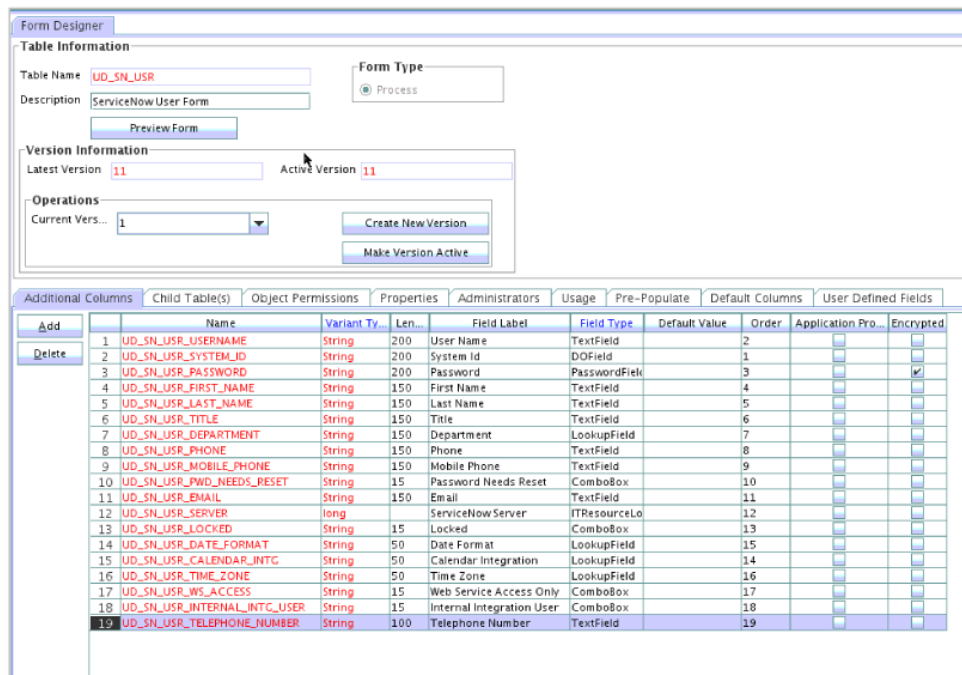 Form Designer
Table Information
Table Name UD_SN_USR
Form Type
Process
Description ServiceNow User Form
Preview Form
Version Information
Latest Version 11 Active Version 11
Operations
Current Vers... 1 Create New Version
Make Version Active
Additional Columns Child Table(s) Object Permissions Properties Administrators Usage Pre-Populate Default Columns User Defined Fields
Add
Delete
Name Variant Ty... Len... Field Label Field Type Default Value Order Application Pro... Encrypted
1 UD_SN_USR_USERNAME String 200 User Name TextField 2
2 UD_SN_USR_SYSTEM_ID String 200 System Id DOField 1
3 UD_SN_USR_PASSWORD String 200 Password PasswordField 3
4 UD_SN_USR_FIRST_NAME String 150 First Name TextField 4
5 UD_SN_USR_LAST_NAME String 150 Last Name TextField 5
6 UD_SN_USR_TITLE String 150 Title TextField 6
7 UD_SN_USR_DEPARTMENT String 150 Department LookupField 7
8 UD_SN_USR_PHONE String 150 Phone TextField 8
9 UD_SN_USR_MOBILE_PHONE String 150 Mobile Phone TextField 9
10 UD_SN_USR_PWD_NEEDS_RESET String 15 Password Needs Reset ComboBox 10
11 UD_SN_USR_EMAIL String 150 Email TextField 11
12 UD_SN_USR_SERVER long ServiceNow Server ITResourceLo 12
13 UD_SN_USR_LOCKED String 15 Locked ComboBox 13
14 UD_SN_USR_DATE_FORMAT String 50 Date Format LookupField 15
15 UD_SN_USR_CALENDAR_INTG String 50 Calendar Integration LookupField 14
16 UD_SN_USR_TIME_ZONE String 50 Time Zone LookupField 16
17 UD_SN_USR_WS_ACCESS String 15 Web Service Access Only ComboBox 17
18 UD_SN_USR_INTERNAL_INTG_USER String 15 Internal Integration User ComboBox 18
19 UD_SN_USR_TELEPHONE_NUMBER String 100 Telephone Number TextField 19